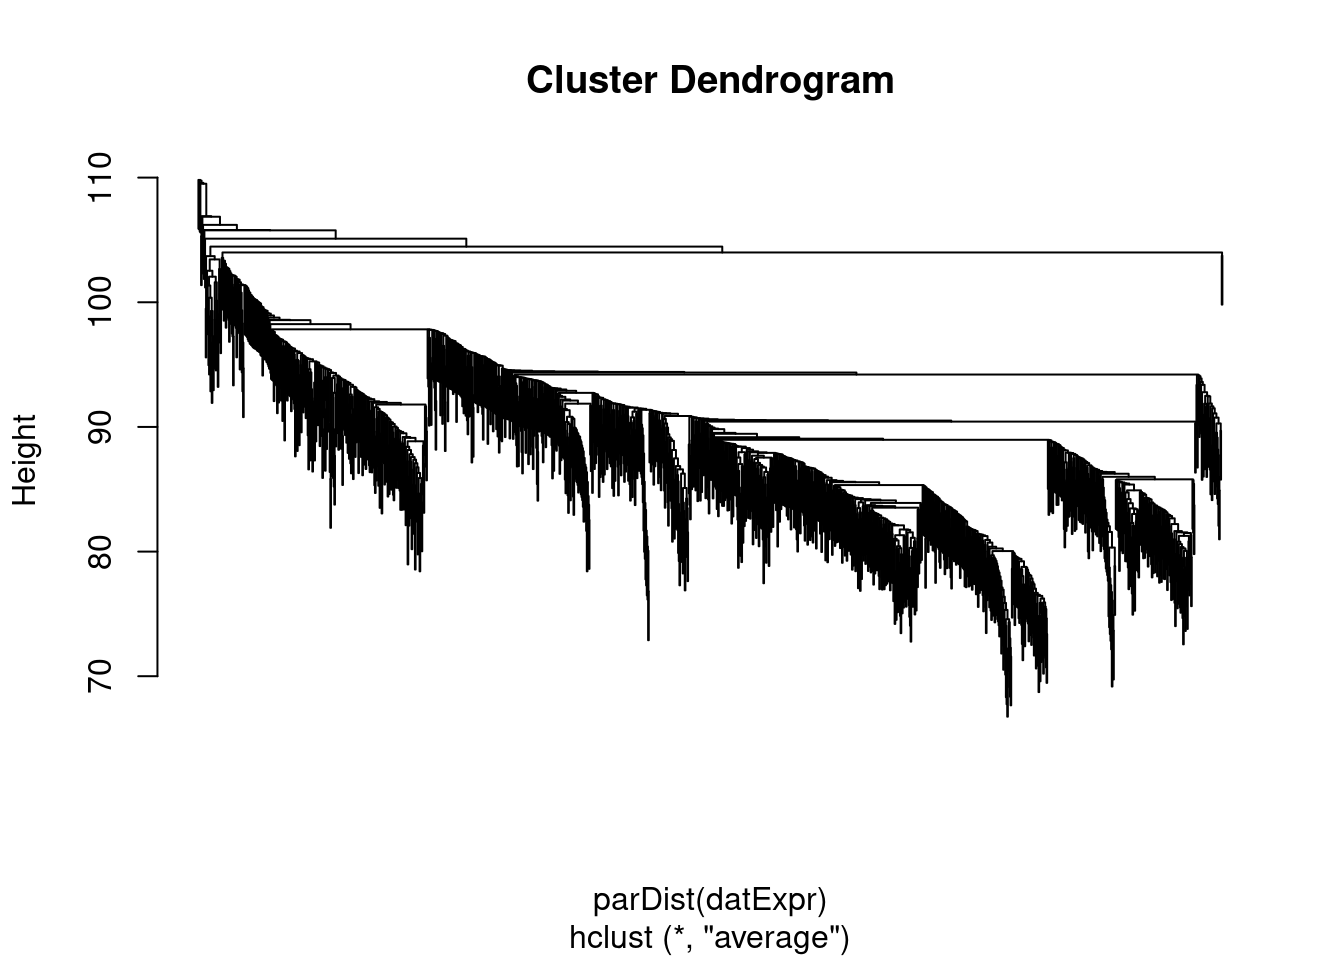 Cluster Dendrogram
110
100
90
80
70
Height
parDist(datExpr)
hclust (*, "average")